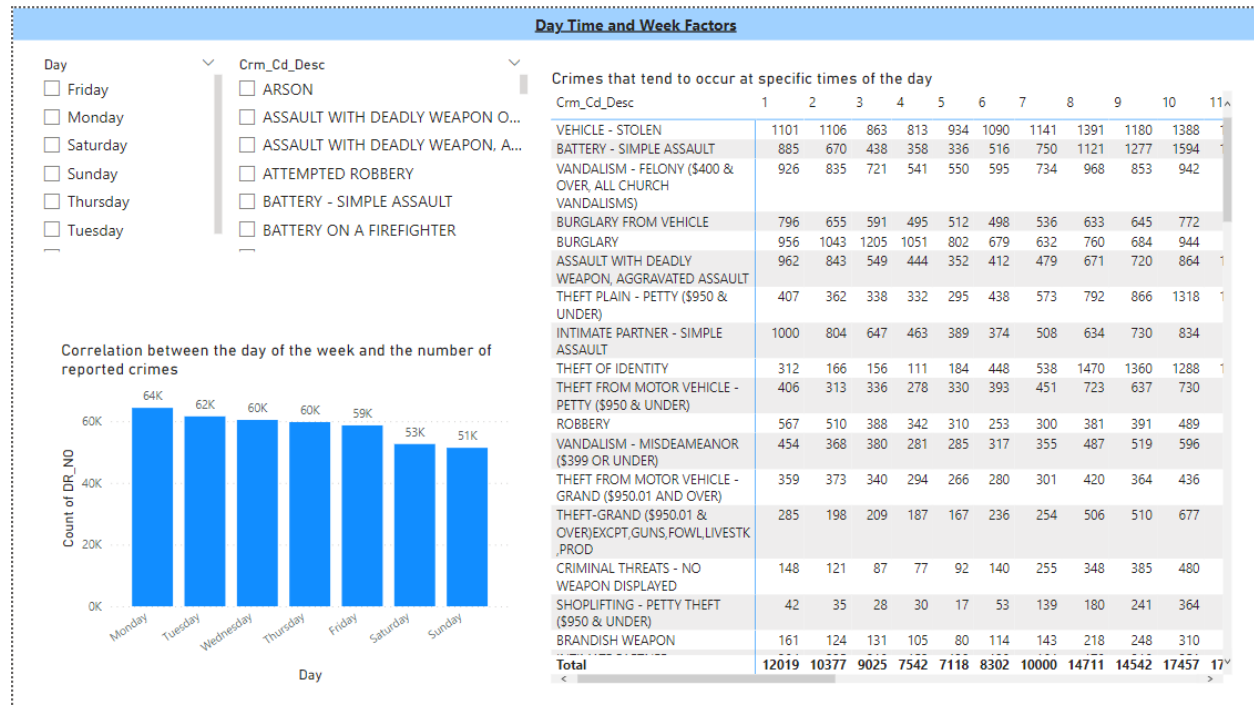 Day Time and Week Factors
Day
Friday
Monday
Saturday
Sunday
Thursday
Tuesday
Crm_Cd_Desc
ARSON
ASSAULT WITH DEADLY WEAPON O...
ASSAULT WITH DEADLY WEAPON, A...
ATTEMPTED ROBBERY
BATTERY - SIMPLE ASSAULT
BATTERY ON A FIREFIGHTER
Correlation between the day of the week and the number of
reported crimes
Count of DR_NO
60K
40K
20K
0K
64K 62K 60K 60K 59K 53K 51K
Monday Tuesday Wednesday Thursday Friday Saturday Sunday
Day
Crimes that tend to occur at specific times of the day
Crm_Cd_Desc 1 2 3 4 5 6 7 8 9 10 11
VEHICLE - STOLEN 1101 1106 863 813 934 1090 1141 1391 1180 1388
BATTERY - SIMPLE ASSAULT 885 670 438 358 336 516 750 1121 1277 1594
VANDALISM - FELONY ($400 & 926 835 721 541 550 595 734 968 853 942
OVER, ALL CHURCH
VANDALISMS)
BURGLARY FROM VEHICLE 796 655 591 495 512 498 536 633 645 772
BURGLARY 956 1043 1205 1051 802 679 632 760 684 944
ASSAULT WITH DEADLY 962 843 549 444 352 412 479 671 720 864
WEAPON, AGGRAVATED ASSAULT
THEFT PLAIN - PETTY ($950 & 407 362 338 332 295 438 573 792 866 1318
UNDER)
INTIMATE PARTNER - SIMPLE 1000 804 647 463 389 374 508 634 730 834
ASSAULT
THEFT OF IDENTITY 312 166 156 111 184 448 538 1470 1360 1288
THEFT FROM MOTOR VEHICLE - 406 313 336 278 330 393 451 723 637 730
PETTY ($950 & UNDER)
ROBBERY 567 510 388 342 310 253 300 381 391 489
VANDALISM - MISDEAMEANOR 454 368 380 281 285 317 355 487 519 596
($399 OR UNDER)
THEFT FROM MOTOR VEHICLE - 359 373 340 294 266 280 301 420 364 436
GRAND ($950.01 AND OVER)
THEFT-GRAND ($950.01 & 285 198 209 187 167 236 254 506 510 677
OVER)EXCPT,GUNS,FOWL,LIVESTK
,PROD
CRIMINAL THREATS - NO 148 121 87 77 92 140 255 348 385 480
WEAPON DISPLAYED
SHOPLIFTING - PETTY THEFT 42 35 28 30 17 53 139 180 241 364
($950 & UNDER)
BRANDISH WEAPON 161 124 131 105 80 114 143 218 248 310
Total 12019 10377 9025 7542 7118 8302 10000 14711 14542 17457 17